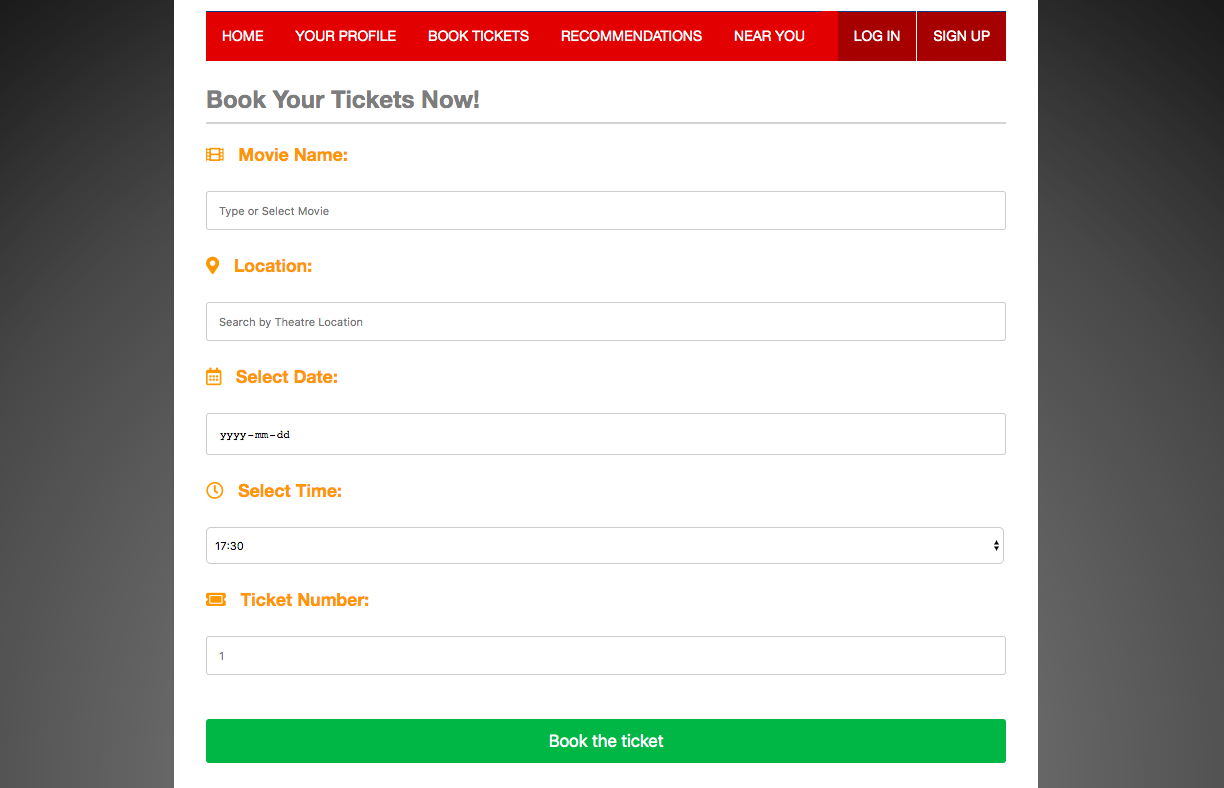 HOME YOUR PROFILE BOOK TICKETS RECOMMENDATIONS NEAR YOU LOG IN SIGN UP
Book Your Tickets Now!
Movie Name:
Type or Select Movie
Location:
Search by Theatre Location
Select Date:
yyyy-mm-dd
Select Time:
17:30
Ticket Number:
1
Book the ticket